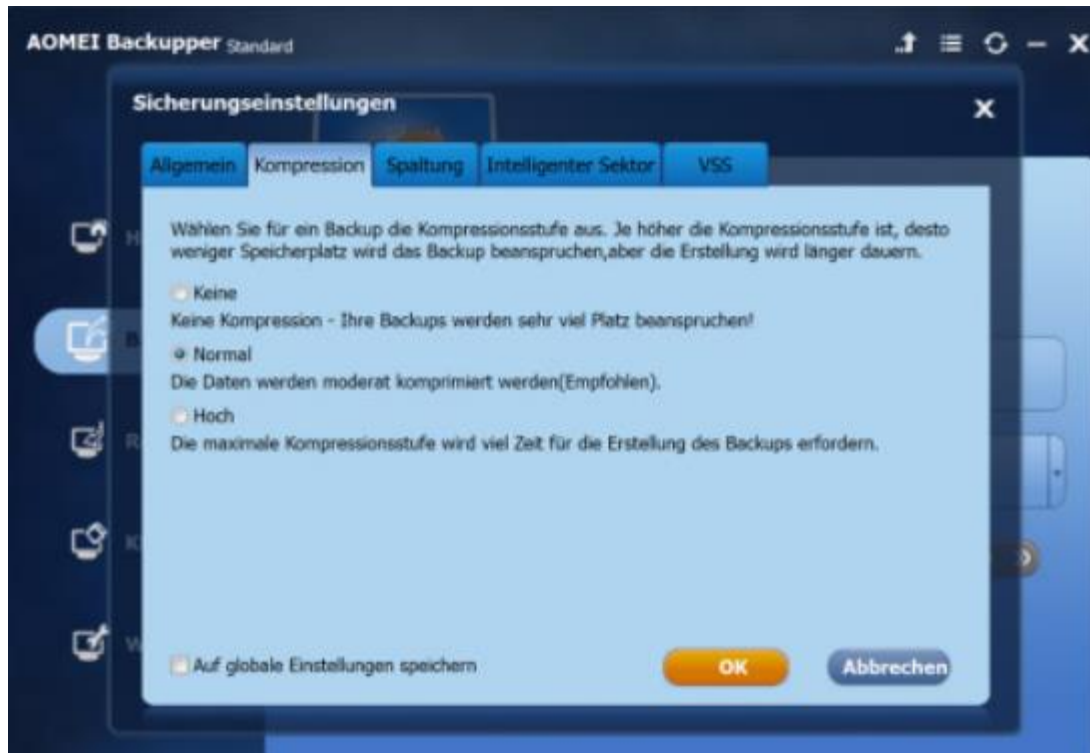 AOMEI Backupper Standard
Sicherungseinstellungen
Allgemein Kompression Spaltung Intelligenter Sektor VSS
Wählen Sie für ein Backup die Kompressionsstufe aus. Je höher die Kompressionsstufe ist, desto
weniger Speicherplatz wird das Backup beanspruchen,aber die Erstellung wird länger dauern.
Keine
Keine Kompression - Ihre Backups werden sehr viel Platz beanspruchen!
Normal
Die Daten werden moderat komprimiert werden(Empfohlen).
Hoch
Die maximale Kompressionsstufe wird viel Zeit für die Erstellung des Backups erfordern.
Auf globale Einstellungen speichern
OK Abbrechen